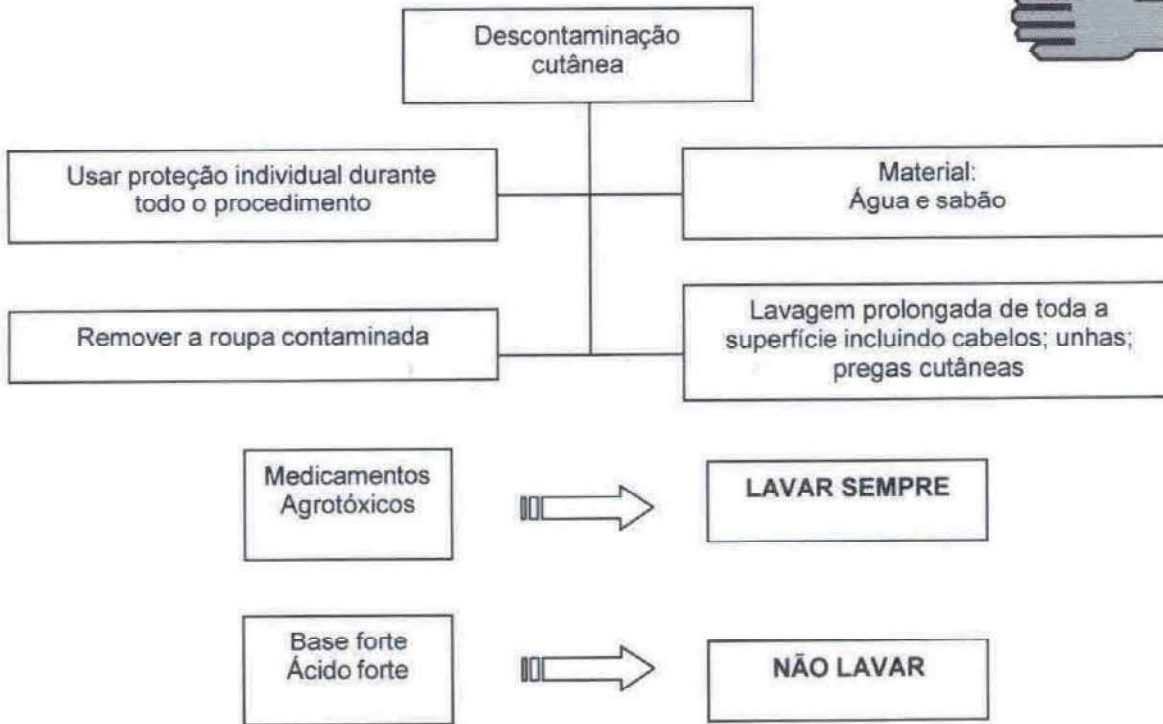 Descontaminação
cutânea
Usar proteção individual durante
todo o procedimento
Material:
Água e sabão
Remover a roupa contaminada
Lavagem prolongada de toda a
superfície incluindo cabelos; unhas;
pregas cutâneas
Medicamentos
Agrotóxicos
LAVAR SEMPRE
Base forte
Ácido forte
NÃO LAVAR